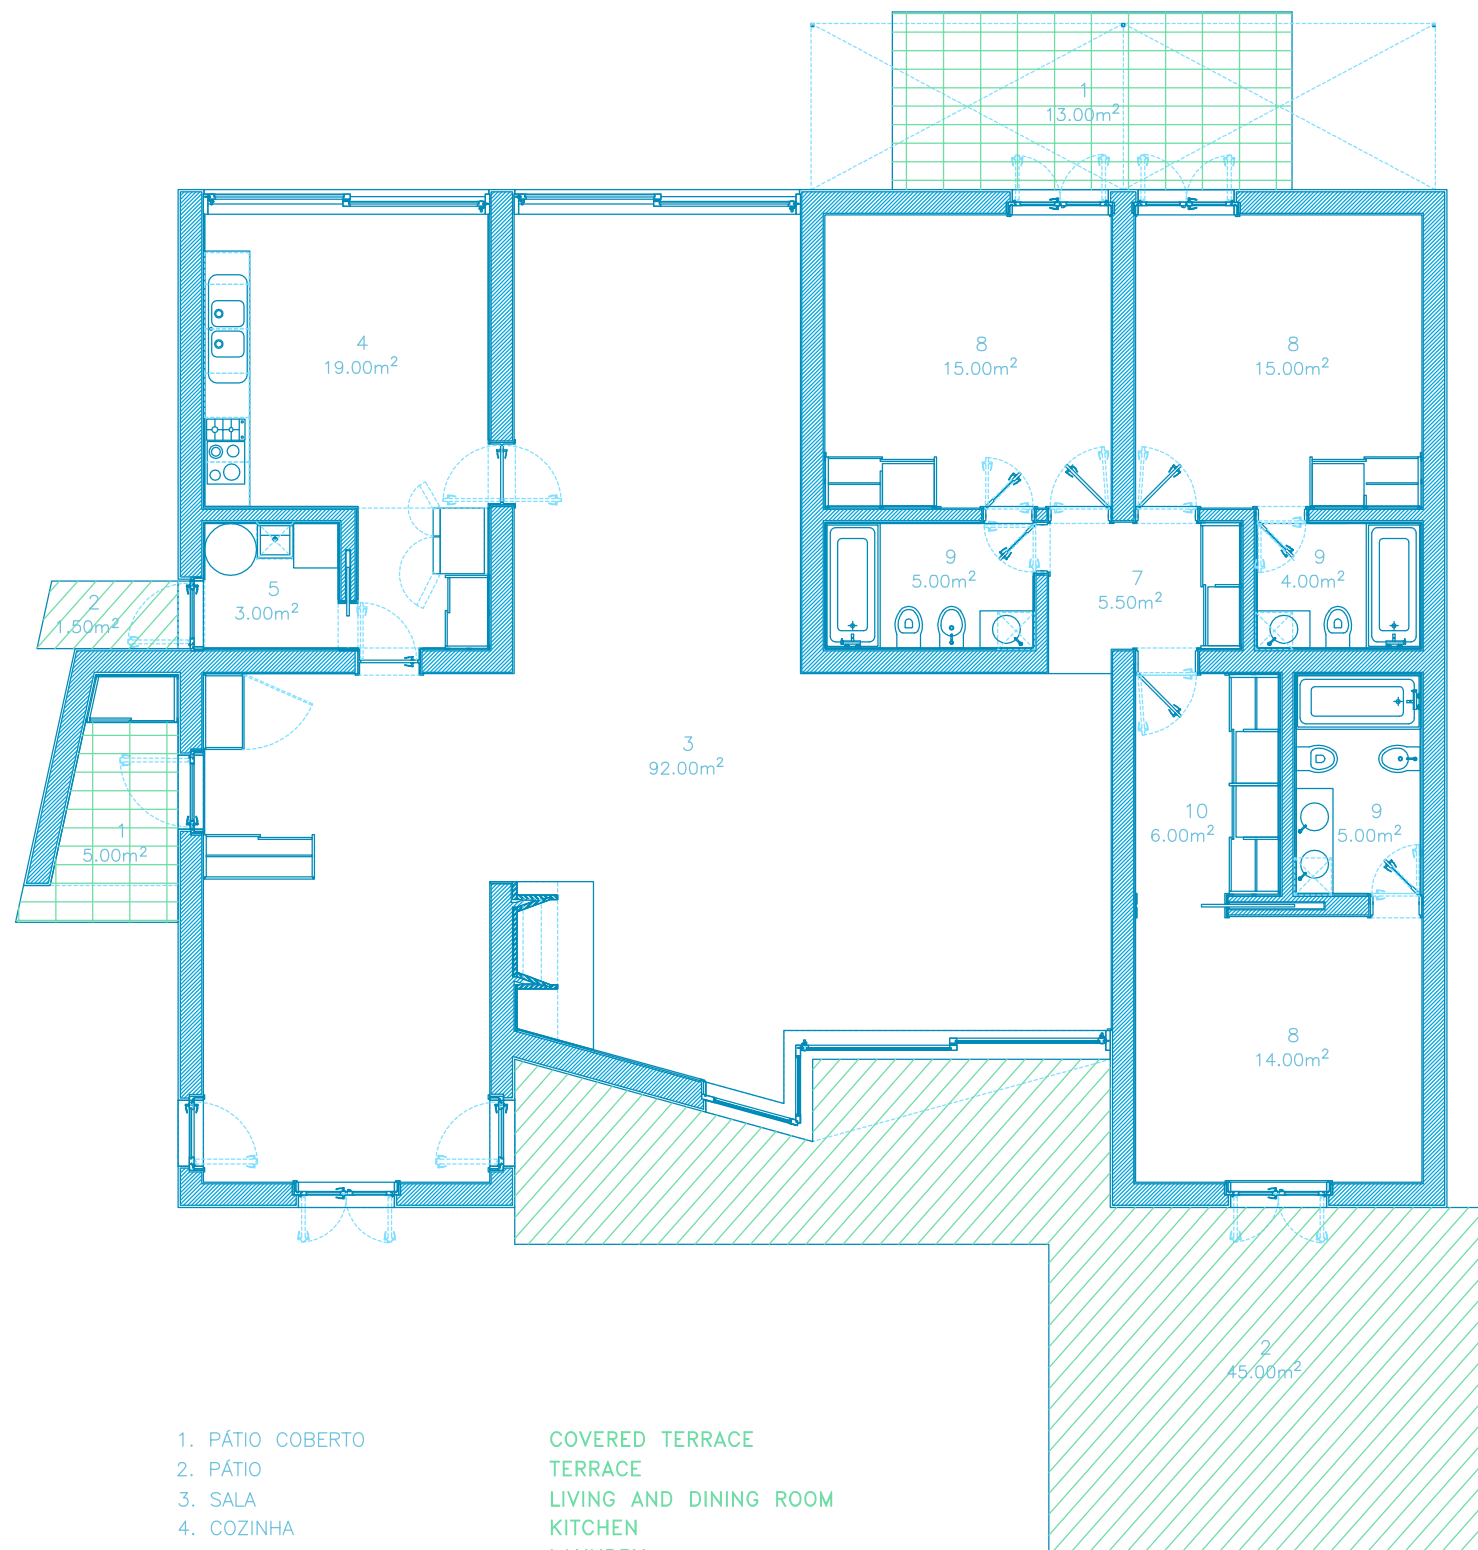 1
13.00m²
4
19.00m²
8
15.00m²
8
15.00m²
9
5.00m²
7
5.50m²
9
4.00m²
5
3.00m²
2
1.50m²
3
92.00m²
10
6.00m²
9
5.00m²
1
5.00m²
8
14.00m²
2
45.00m²
1. PÁTIO COBERTO COVERED TERRACE
2. PÁTIO TERRACE
3. SALA LIVING AND DINING ROOM
4. COZINHA KITCHEN